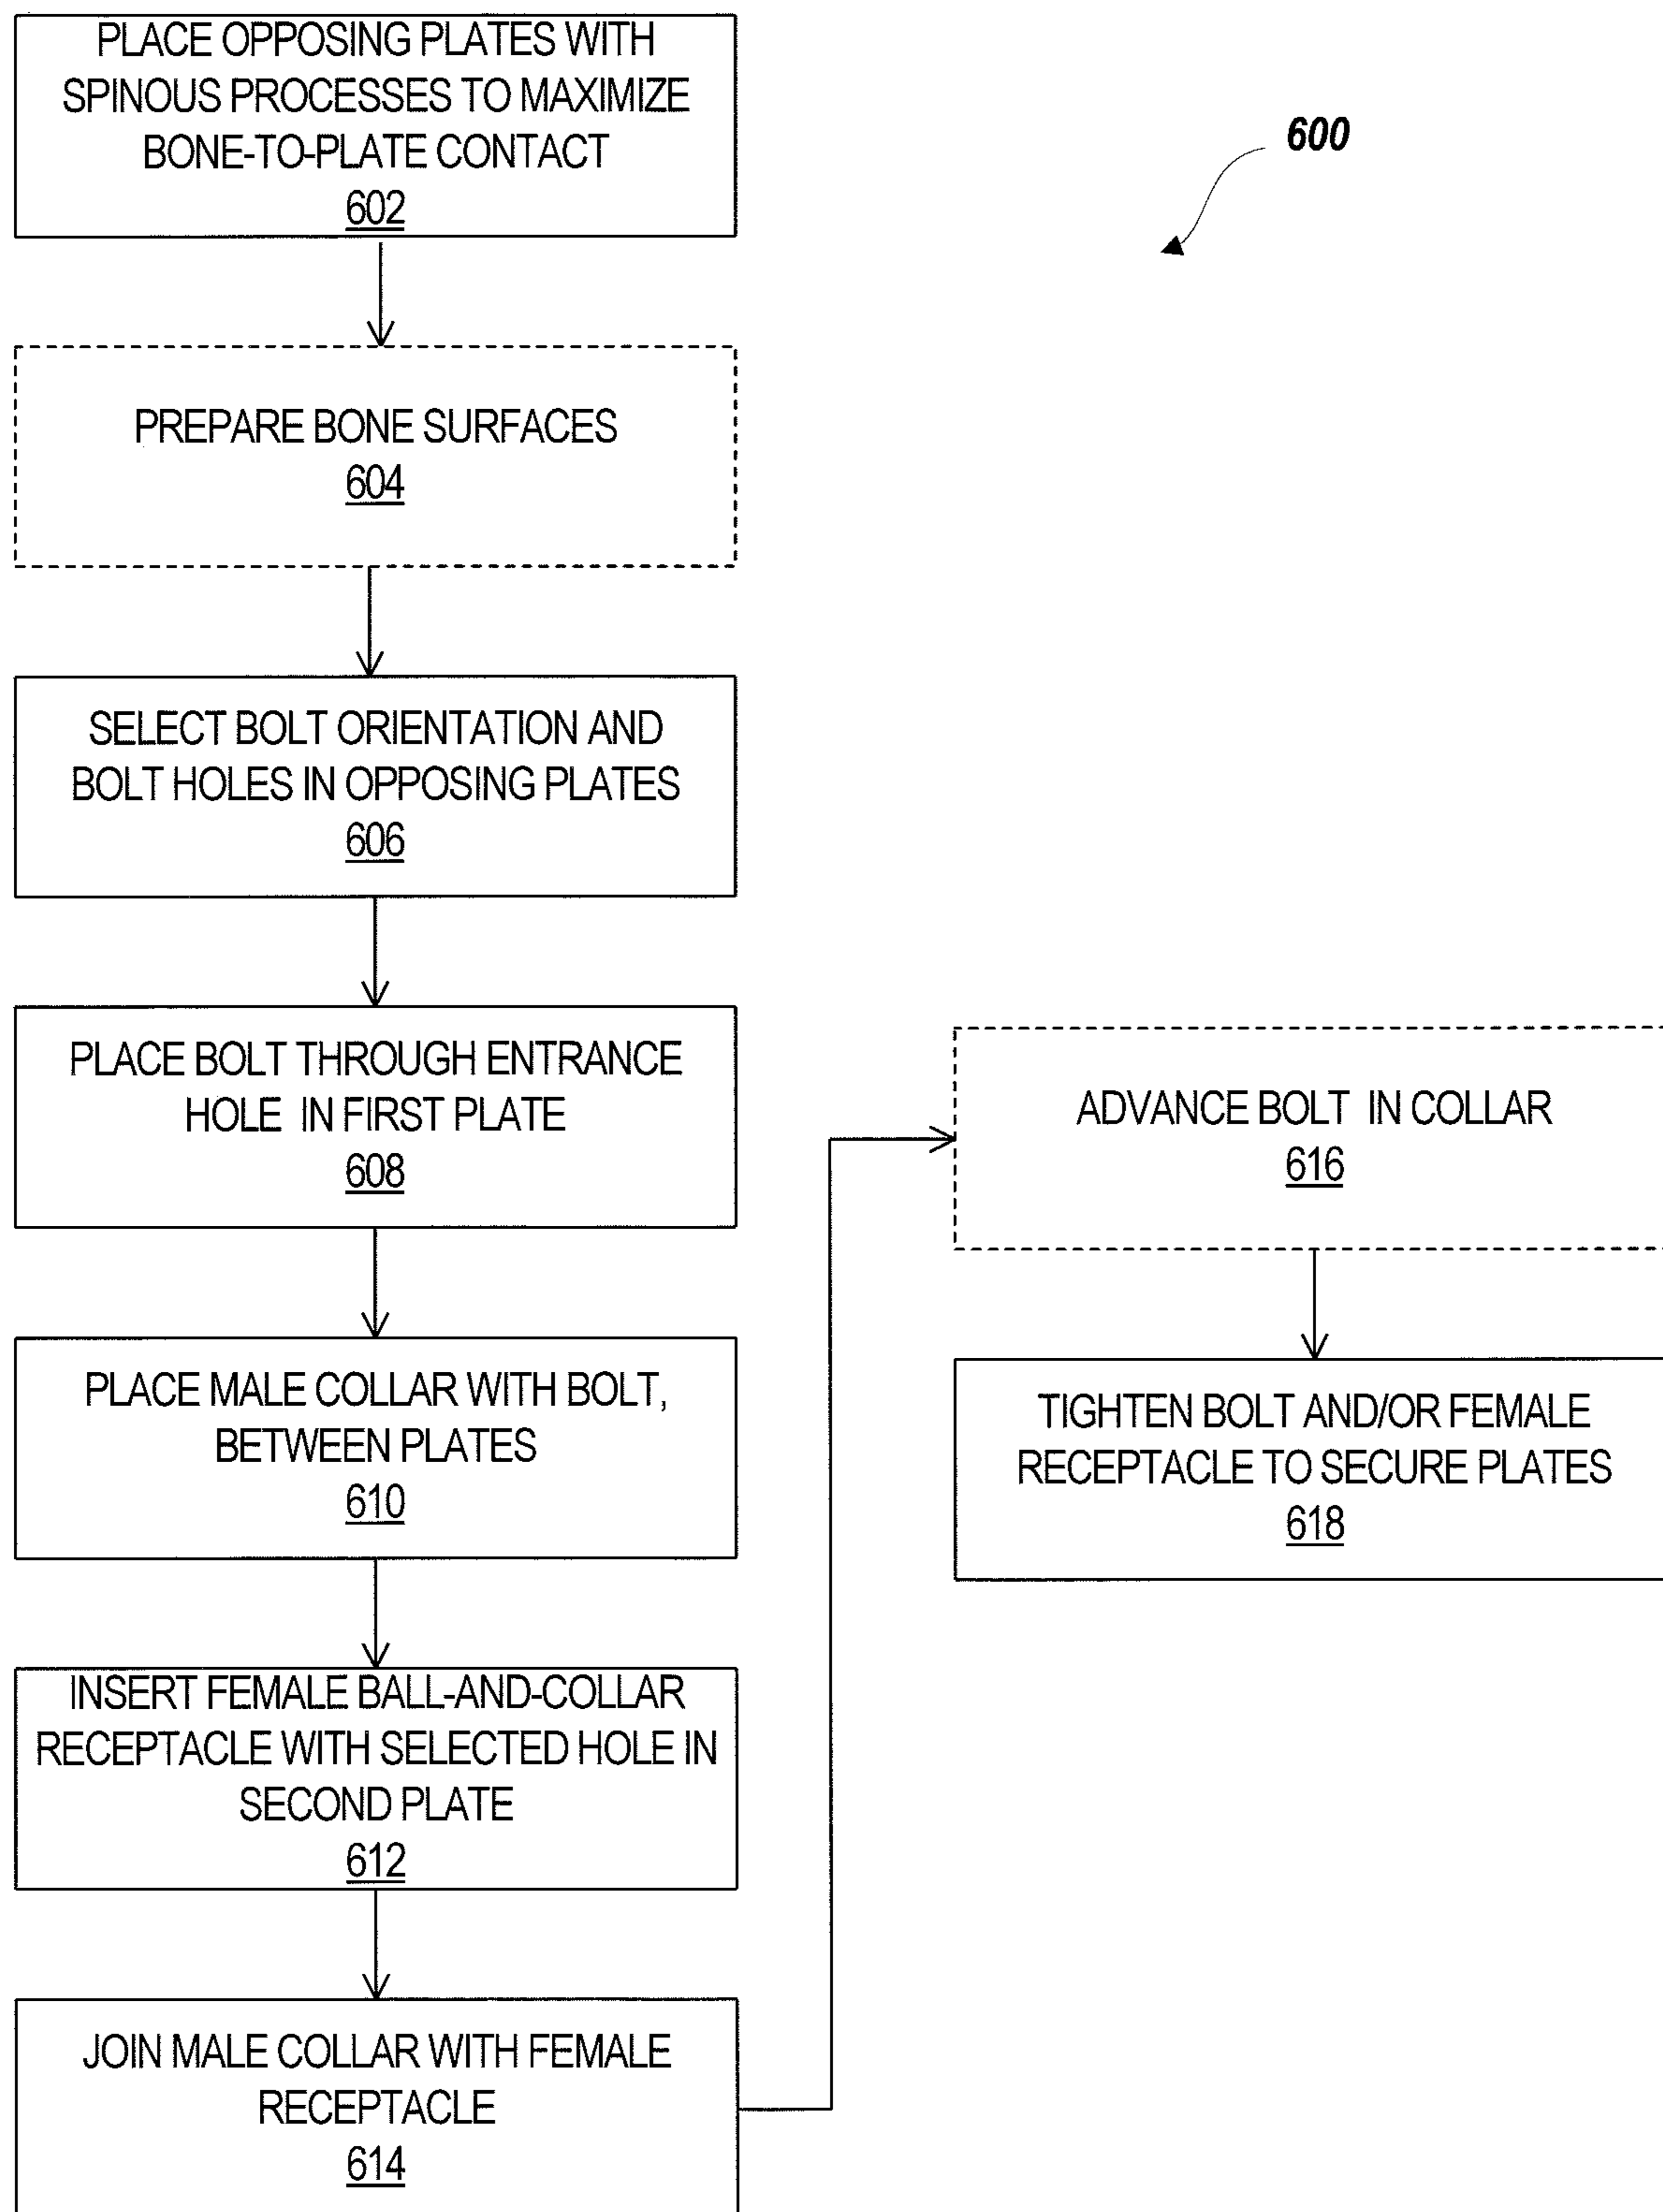 PLACE OPPOSING PLATES WITH
SPINOUS PROCESSES TO MAXIMIZE
BONE-TO-PLATE CONTACT
602
600
PREPARE BONE SURFACES
604
SELECT BOLT ORIENTATION AND
BOLT HOLES IN OPPOSING PLATES
606
PLACE BOLT THROUGH ENTRANCE
HOLE IN FIRST PLATE
608
PLACE MALE COLLAR WITH BOLT,
BETWEEN PLATES
610
INSERT FEMALE BALL-AND-COLLAR
RECEPTACLE WITH SELECTED HOLE IN
SECOND PLATE
612
JOIN MALE COLLAR WITH FEMALE
RECEPTACLE
614
ADVANCE BOLT IN COLLAR
616
TIGHTEN BOLT AND/OR FEMALE
RECEPTACLE TO SECURE PLATES
618